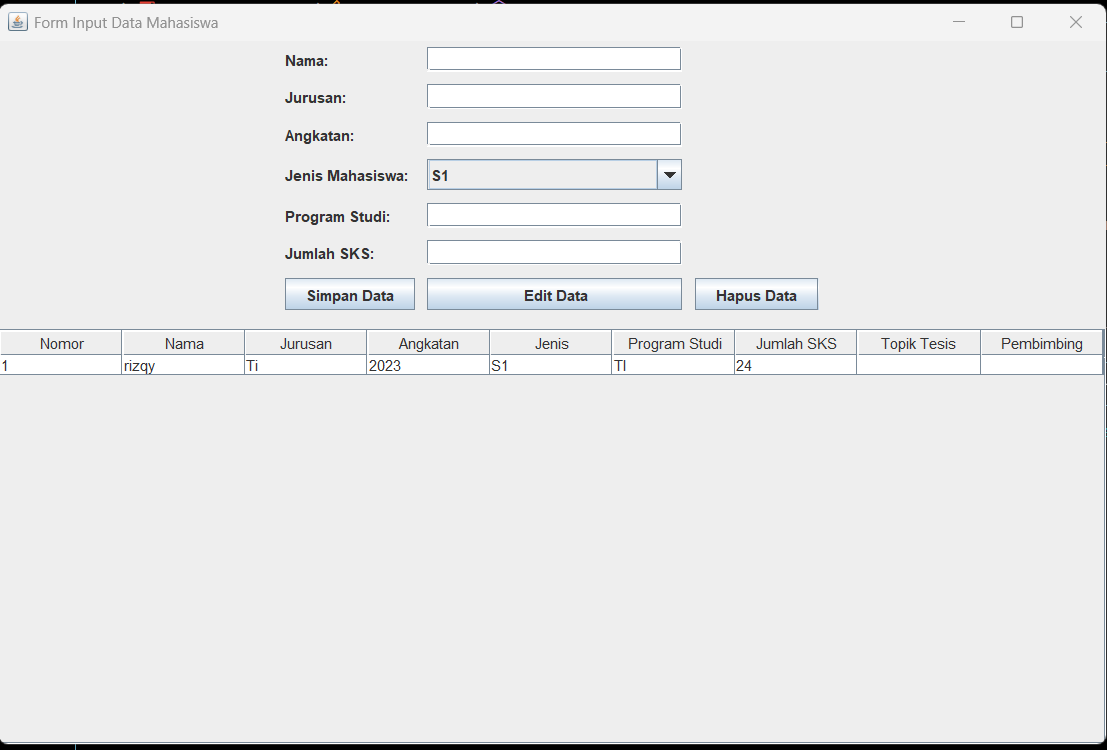 Form Input Data Mahasiswa
Nama:
Jurusan:
Angkatan:
Jenis Mahasiswa: S1
Program Studi:
Jumlah SKS:
Simpan Data Edit Data Hapus Data
Nomor Nama Jurusan Angkatan Jenis Program Studi Jumlah SKS Topik Tesis Pembimbing
1 rizqy Ti 2023 S1 TI 24